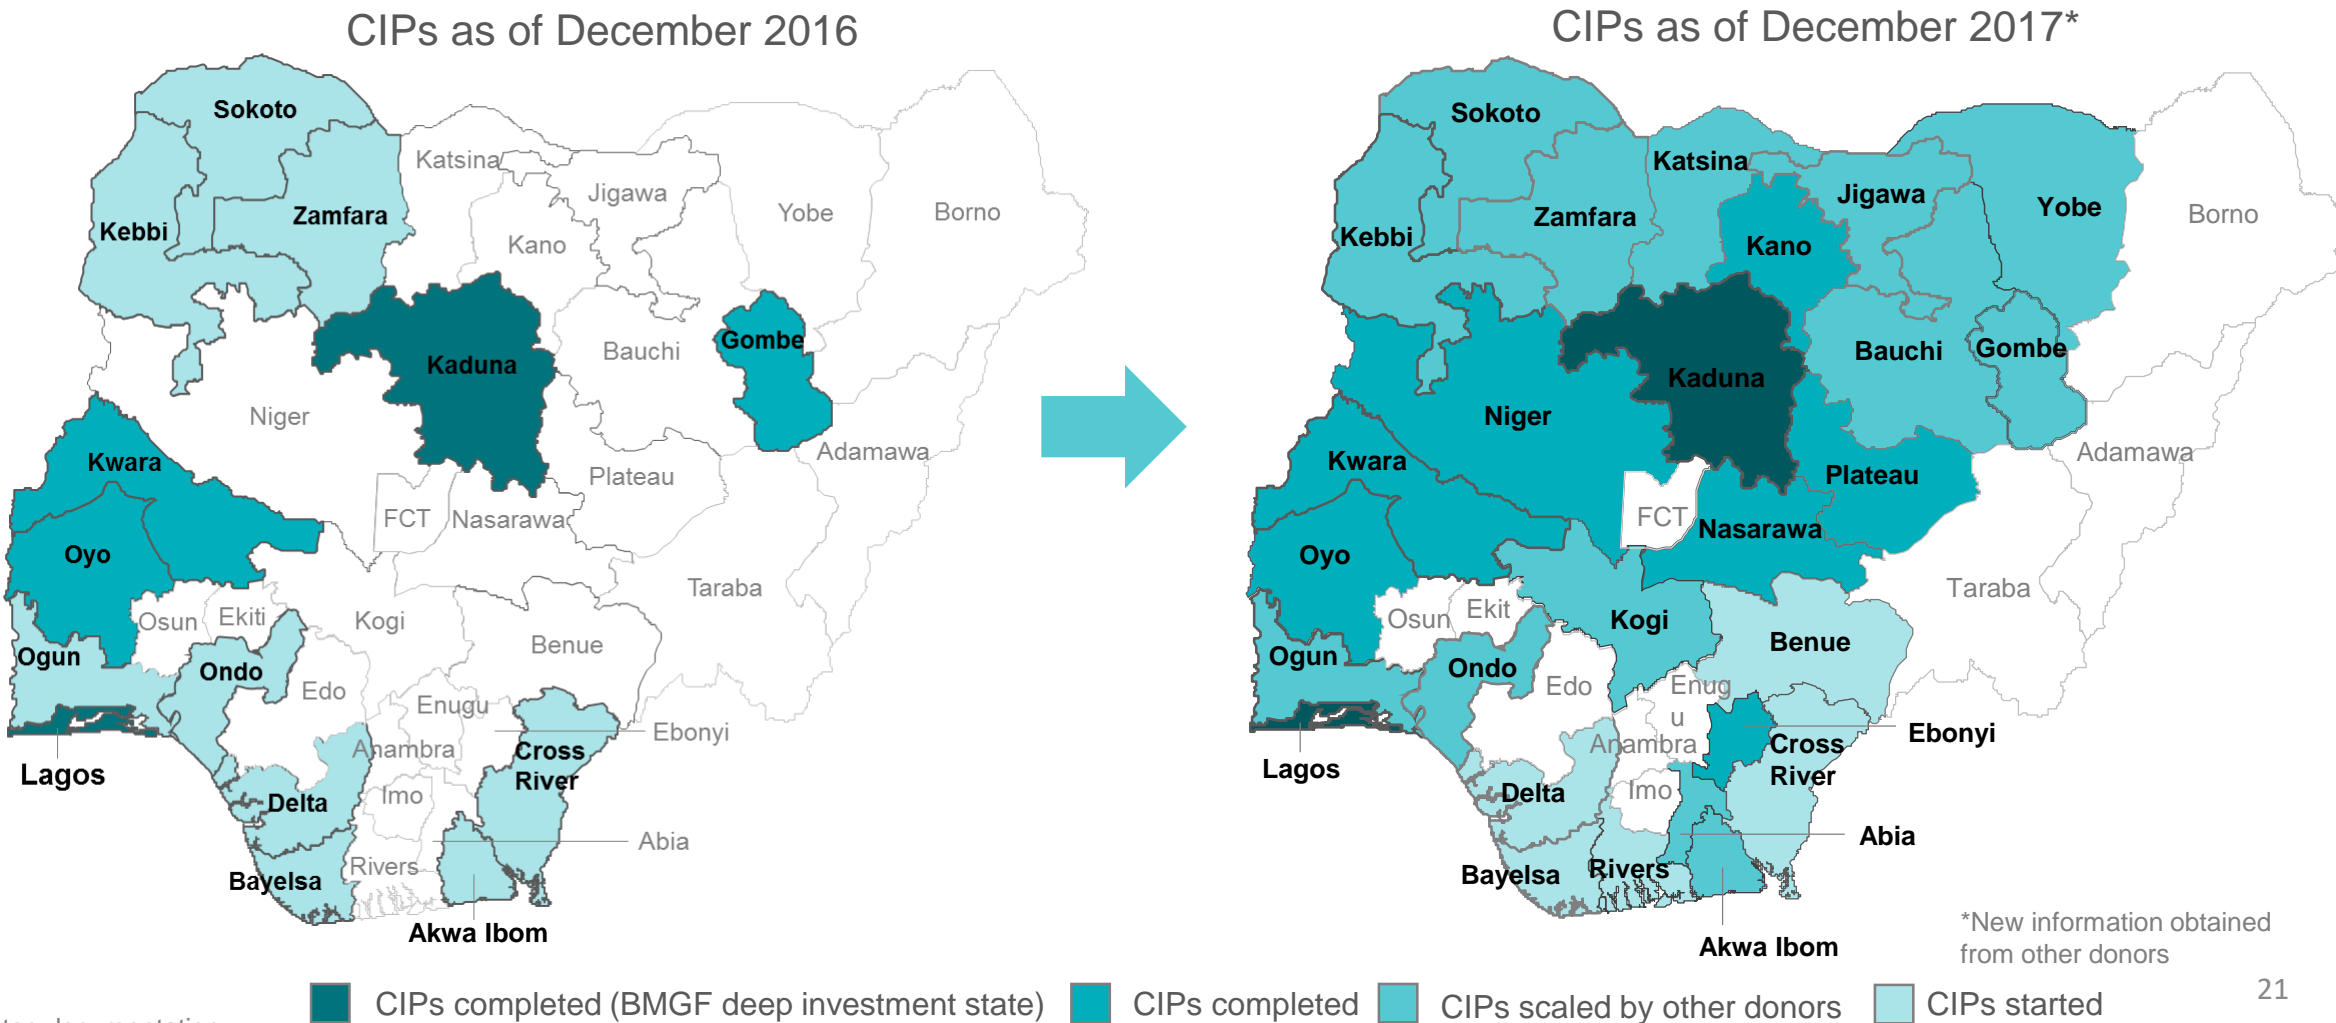 CIPs as of December 2016
Sokoto
Katsina
Zamfara
Jigawa
Kebbi
Kano
Yobe
Borno
Kaduna
Bauchi
Gombe
Niger
Kwara
Adamawa
Plateau
FCT
Nasarawa
Oyo
Taraba
Osun
Ekiti
Kogi
Benue
Ogun
Ondo
Edo
Enugu
Ebonyi
Anambra
Cross
River
Lagos
Delta
Imo
Abia
Bayelsa
Rivers
Akwa Ibom
CIPs as of December 2017*
Sokoto
Katsina
Zamfara
Jigawa
Kebbi
Kano
Yobe
Borno
Kaduna
Bauchi
Gombe
Niger
Kwara
Adamawa
Plateau
FCT
Nasarawa
Oyo
Taraba
Osun
Ekit
Kogi
Benue
Ogun
Ondo
Edo
Enug
u
Ebonyi
Anambra
Cross
River
Lagos
Delta
Imo
Abia
Bayelsa
Rivers
Akwa Ibom
*New information obtained
from other donors
CIPs completed (BMGF deep investment state)
CIPs completed
CIPs scaled by other donors
CIPs started
21